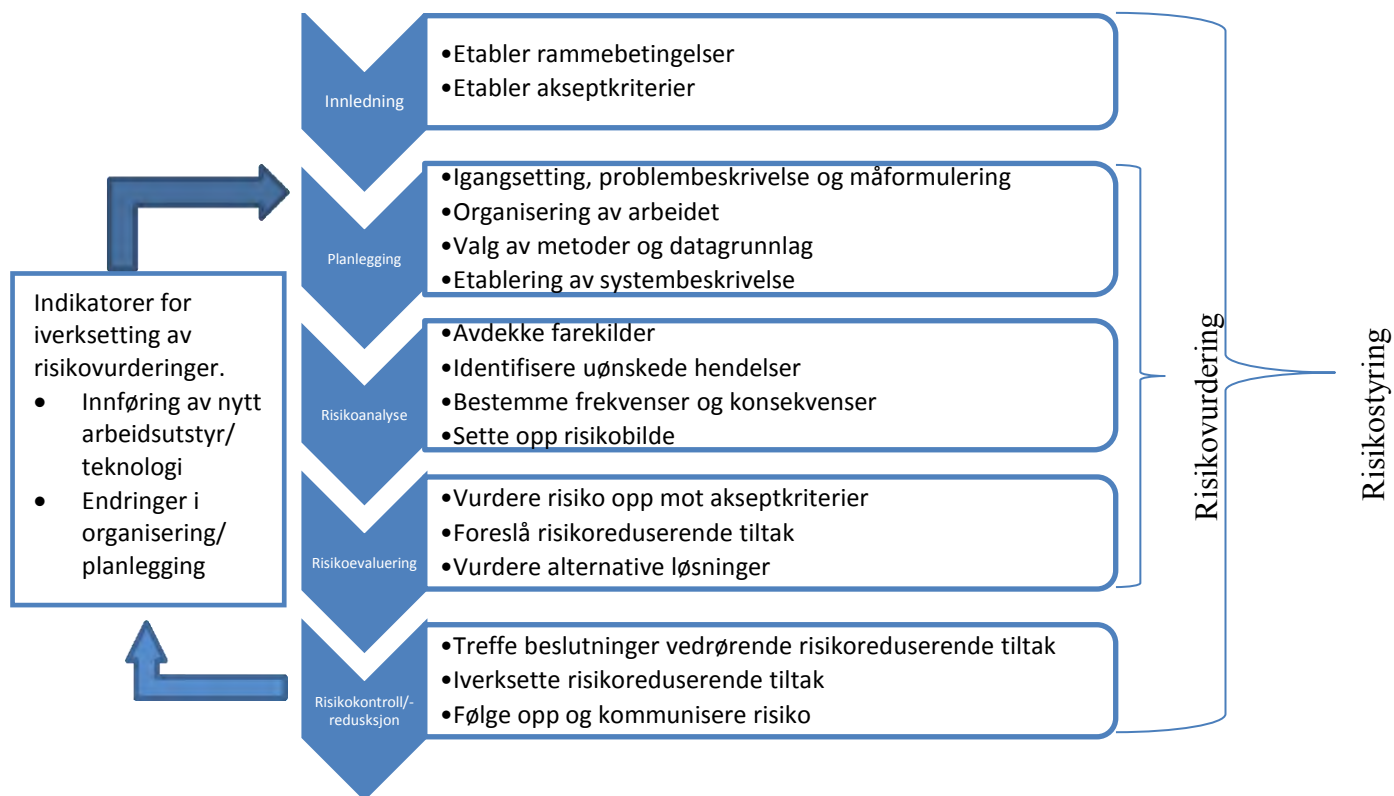 Innledning
•Etabler rammebetingelser
•Etabler akseptkriterier
Planlegging
•Igangsetting, problembeskrivelse og måformulering
•Organisering av arbeidet
•Valg av metoder og datagrunnlag
•Etablering av systembeskrivelse
Risikoanalyse
•Avdekke farekilder
•Identifisere uønskede hendelser
•Bestemme frekvenser og konsekvenser
•Sette opp risikobilde
Risikoevaluering
•Vurdere risiko opp mot akseptkriterier
•Foreslå risikoreduserende tiltak
•Vurdere alternative løsninger
Risikokontroll/-
redusksjon
•Treffe beslutninger vedrørende risikoreduserende tiltak
•Iverksette risikoreduserende tiltak
•Følge opp og kommunisere risiko
Indikatorer for
iverksetting av
risikovurderinger.
• Innføring av nytt
arbeidsutstyr/
teknologi
• Endringer i
organisering/
planlegging
Risikovurdering
Risikostyring